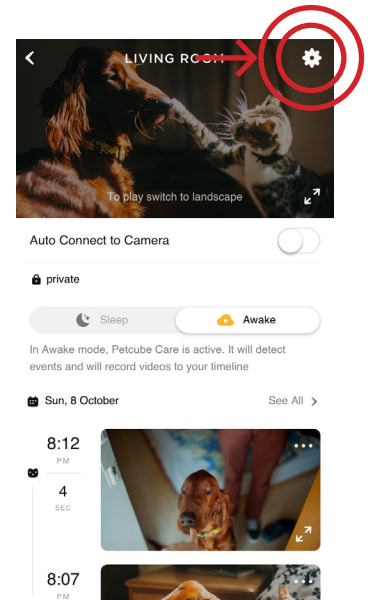 LIVING ROOM
To play switch to landscape
Auto Connect to Camera
private
Sleep
Awake
In Awake mode, Petcube Care is active. It will detect
events and will record videos to your timeline
Sun, 8 October
See All
8:12
PM
4
SEC
8:07
PM